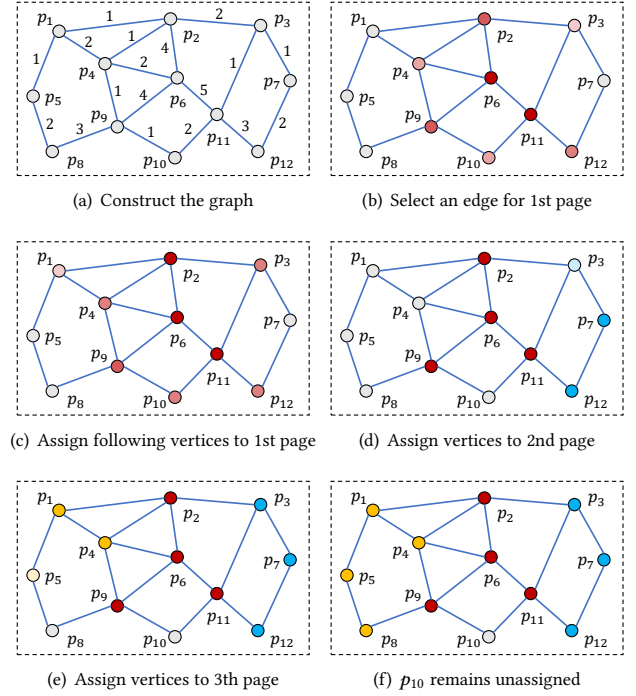 p₁ 1 2 p₃
2 1 p₂
1 4 1 1
p₄ 2 p₇
p₅ 1 4 p₆ 5
2 3 p₉ 1 2 p₁₁ 3 2
p₈ p₁₀ p₁₂
(a) Construct the graph
p₁ p₃
p₂
p₄ p₇
p₆
p₅
p₉ p₁₁
p₈ p₁₀ p₁₂
(b) Select an edge for 1st page
p₁ p₃
p₂
p₄ p₇
p₆
p₅
p₉ p₁₁
p₈ p₁₀ p₁₂
(c) Assign following vertices to 1st page
p₁ p₃
p₂
p₄ p₇
p₆
p₅
p₉ p₁₁
p₈ p₁₀ p₁₂
(d) Assign vertices to 2nd page
p₁ p₃
p₂
p₄ p₇
p₆
p₅
p₉ p₁₁
p₈ p₁₀ p₁₂
(e) Assign vertices to 3th page
p₁ p₃
p₂
p₄ p₇
p₆
p₅
p₉ p₁₁
p₈ p₁₀ p₁₂
(f) p₁₀ remains unassigned